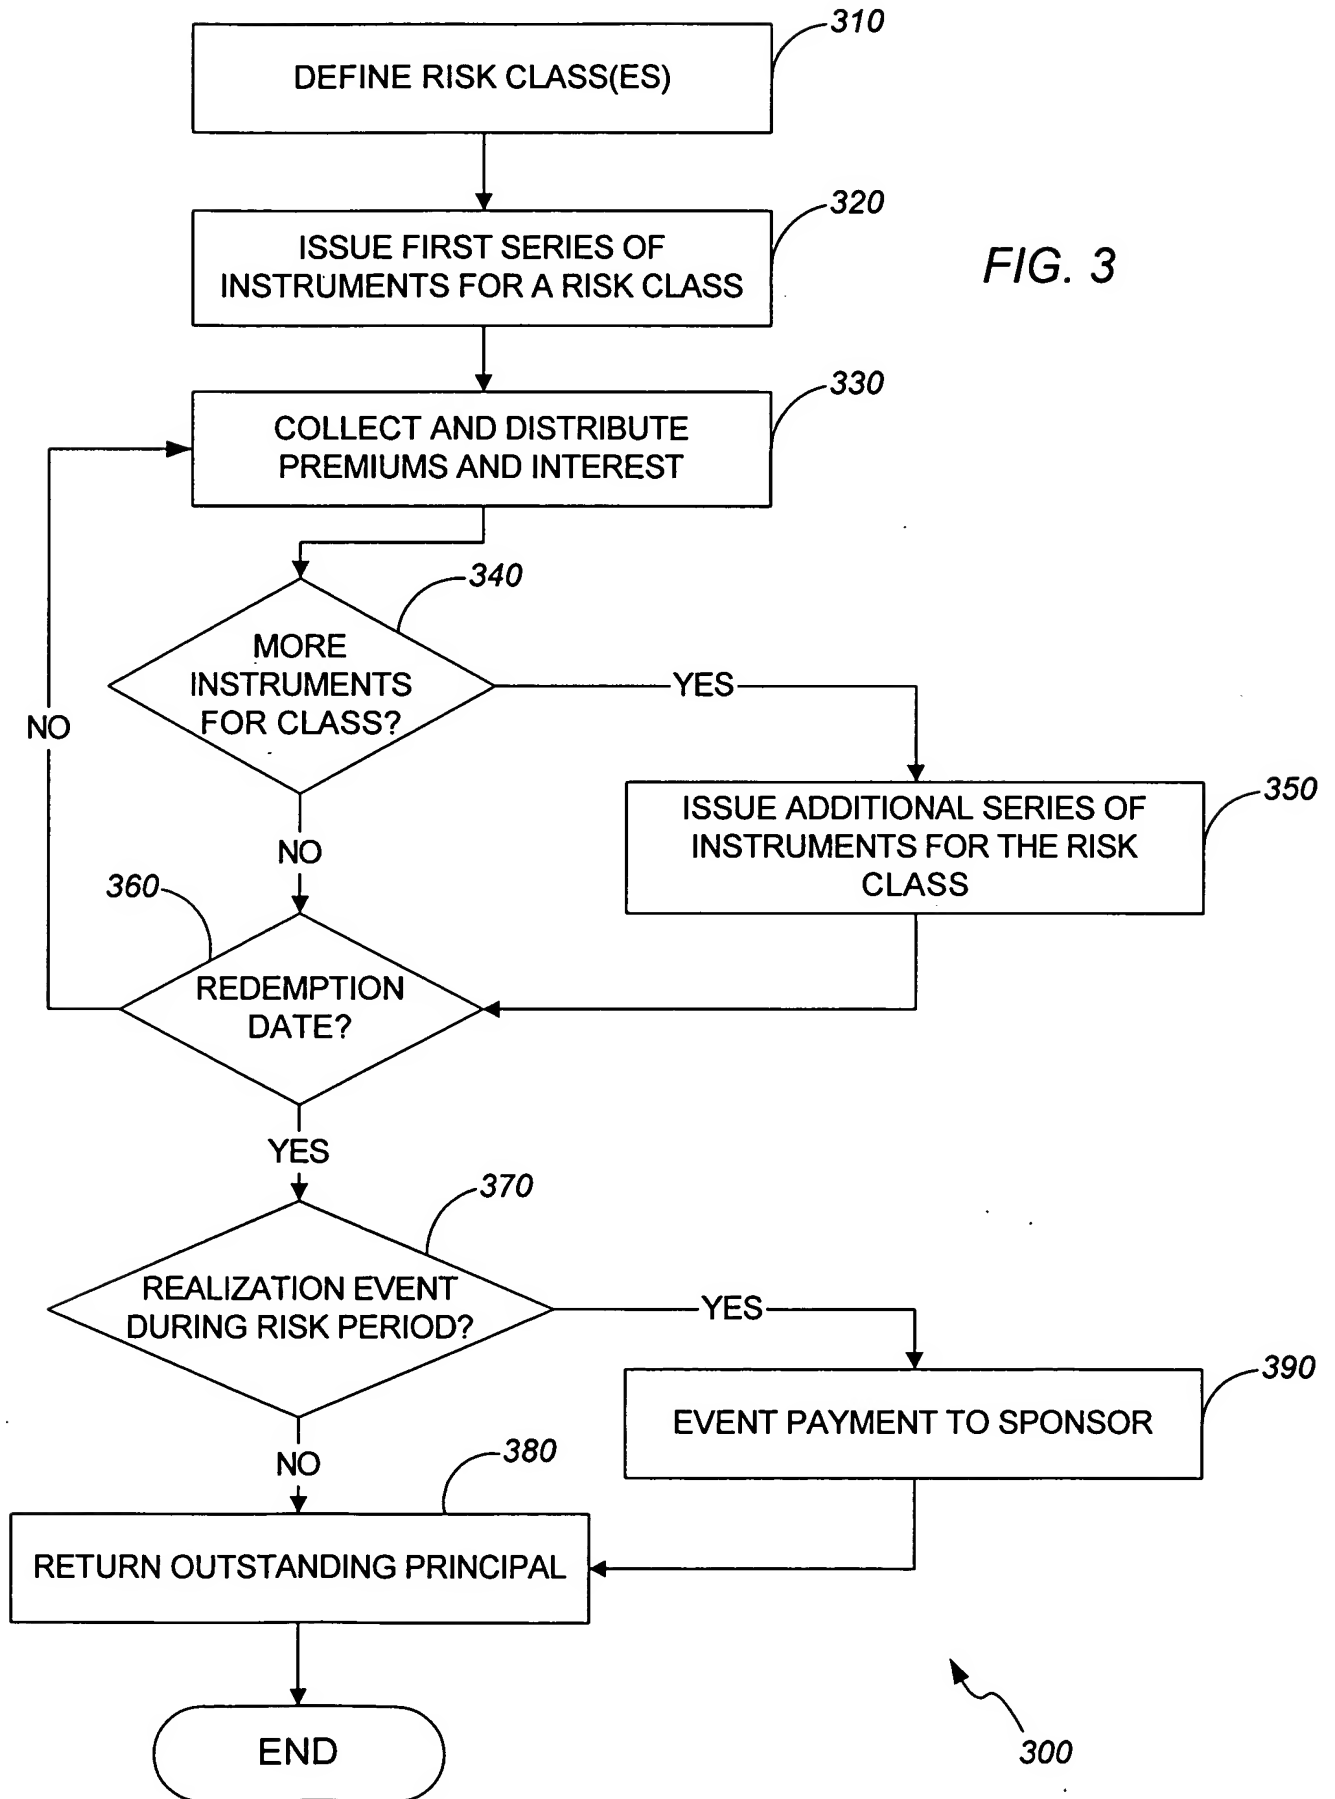 310
DEFINE RISK CLASS(ES)
320
ISSUE FIRST SERIES OF
INSTRUMENTS FOR A RISK CLASS
FIG. 3
330
COLLECT AND DISTRIBUTE
PREMIUMS AND INTEREST
340
MORE
INSTRUMENTS
FOR CLASS?
YES
NO
350
ISSUE ADDITIONAL SERIES OF
INSTRUMENTS FOR THE RISK
CLASS
NO
360
REDEMPTION
DATE?
YES
370
REALIZATION EVENT
DURING RISK PERIOD?
YES
390
EVENT PAYMENT TO SPONSOR
NO
380
RETURN OUTSTANDING PRINCIPAL
END
300